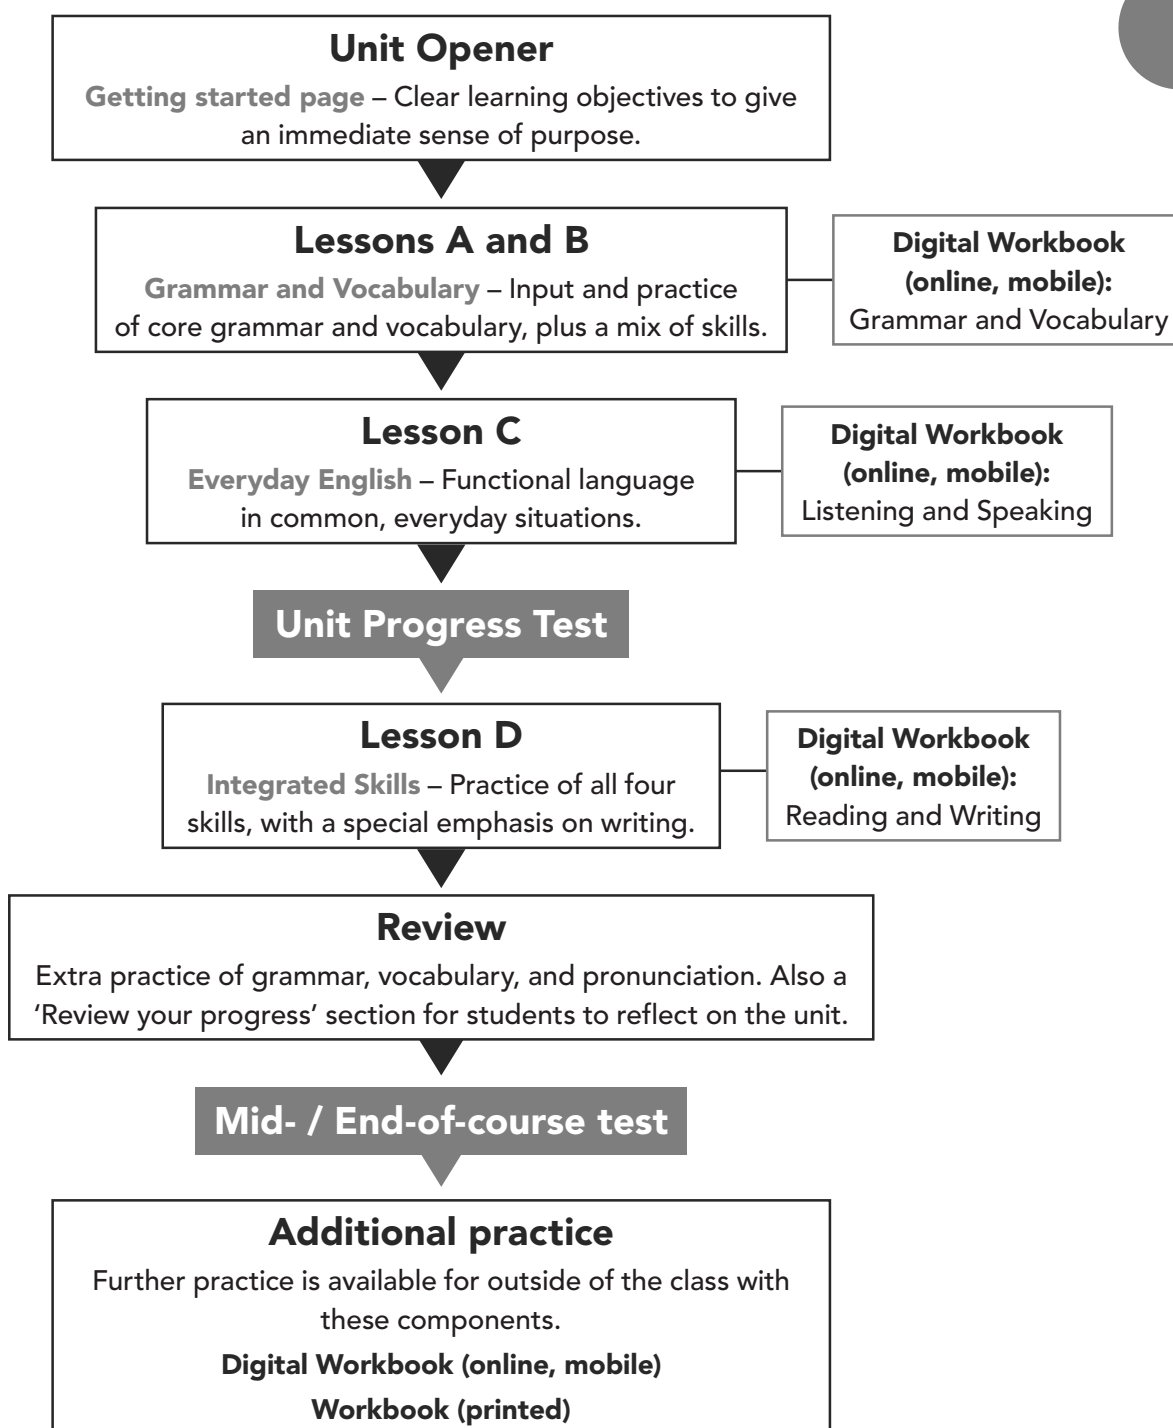 Unit Opener
Getting started page – Clear learning objectives to give
an immediate sense of purpose.
Lessons A and B
Grammar and Vocabulary – Input and practice
of core grammar and vocabulary, plus a mix of skills.
Digital Workbook
(online, mobile):
Grammar and Vocabulary
Lesson C
Everyday English – Functional language
in common, everyday situations.
Digital Workbook
(online, mobile):
Listening and Speaking
Unit Progress Test
Lesson D
Integrated Skills – Practice of all four
skills, with a special emphasis on writing.
Digital Workbook
(online, mobile):
Reading and Writing
Review
Extra practice of grammar, vocabulary, and pronunciation. Also a
‘Review your progress’ section for students to reflect on the unit.
Mid- / End-of-course test
Additional practice
Further practice is available for outside of the class with
these components.
Digital Workbook (online, mobile)
Workbook (printed)